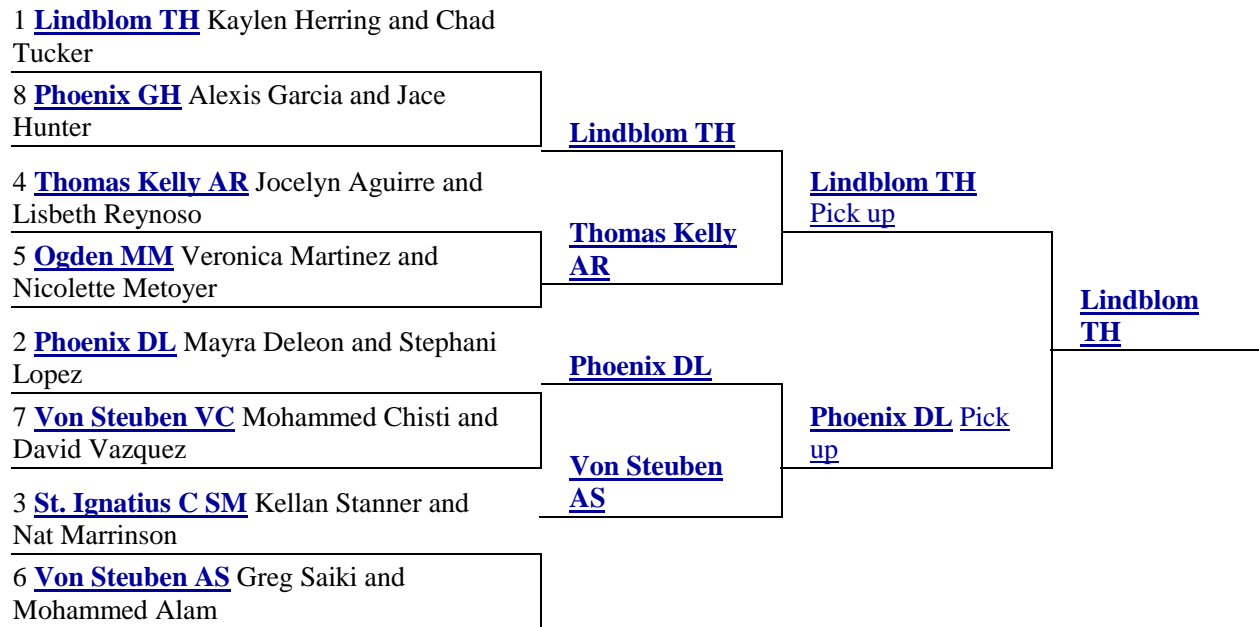 1 Lindblom TH Kaylen Herring and Chad
Tucker
8 Phoenix GH Alexis Garcia and Jace
Hunter
4 Thomas Kelly AR Jocelyn Aguirre and
Lisbeth Reynoso
5 Ogden MM Veronica Martinez and
Nicolette Metoyer
2 Phoenix DL Mayra Deleon and Stephani
Lopez
7 Von Steuben VC Mohammed Chisti and
David Vazquez
3 St. Ignatius C SM Kellan Stanner and
Nat Marrinson
6 Von Steuben AS Greg Saiki and
Mohammed Alam
Lindblom TH
Thomas Kelly
AR
Phoenix DL
Von Steuben
AS
Lindblom TH
Pick up
Phoenix DL Pick
up
Lindblom
TH